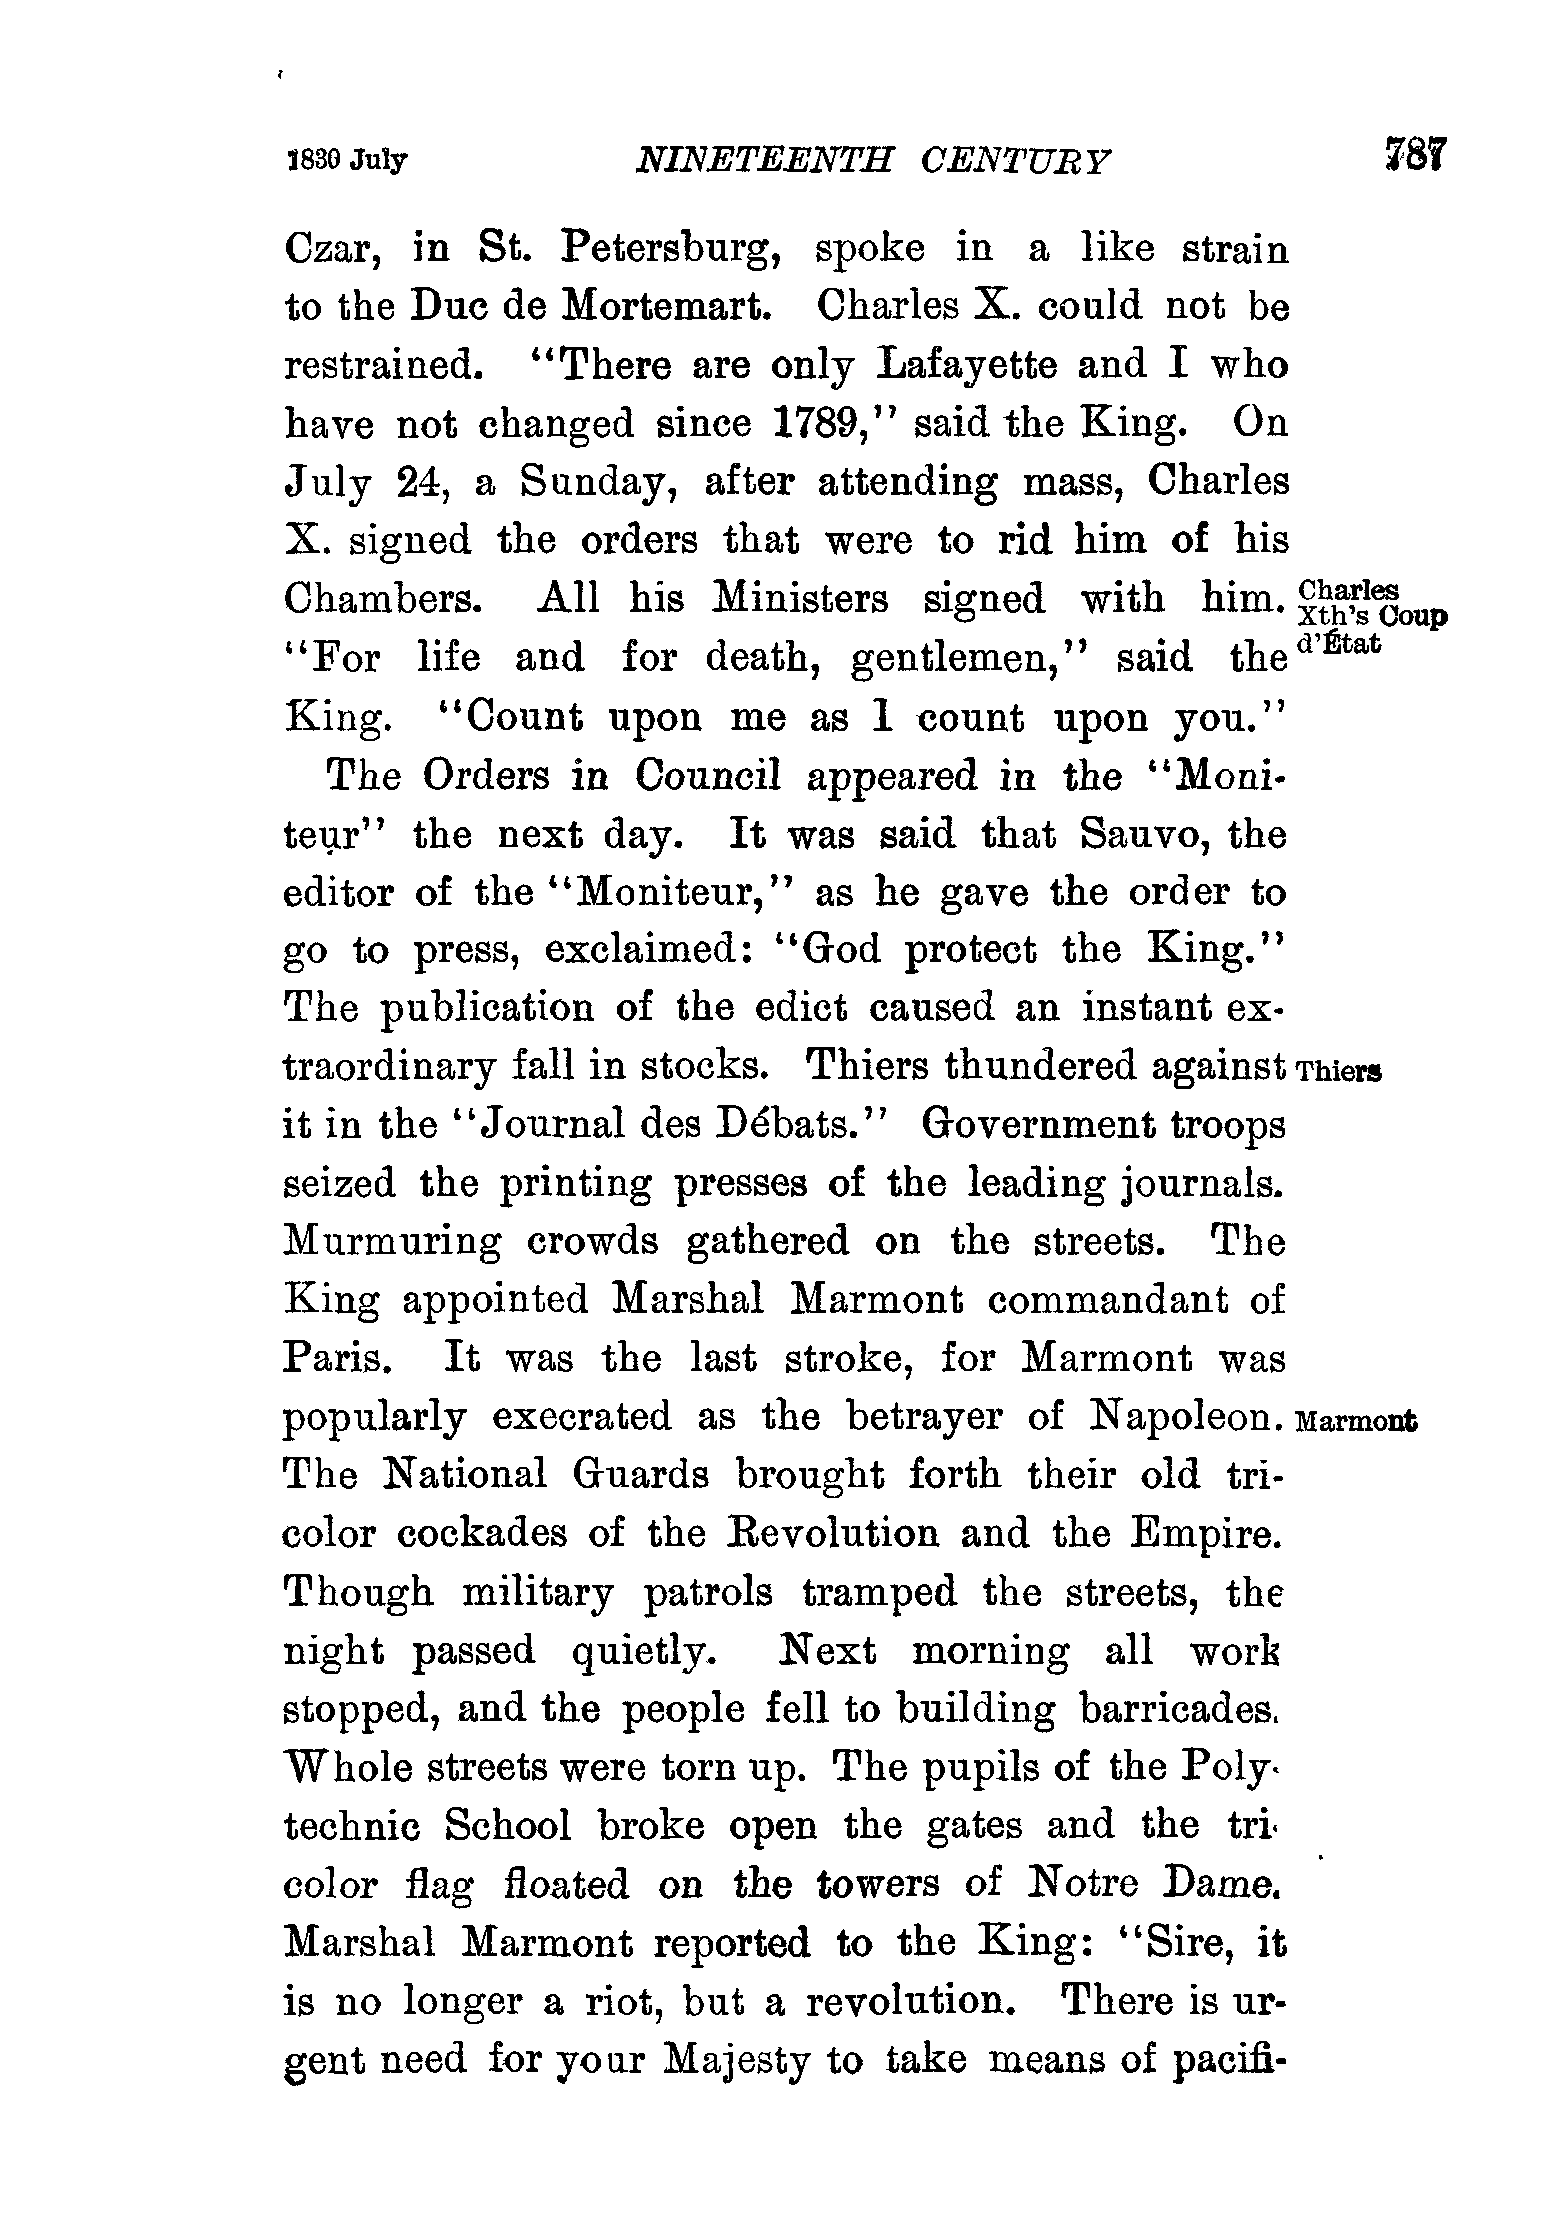 1830 July NINETEENTH CENTURY 787
Czar, in St. Petersburg, spoke in a like strain
to the Duc de Mortemart. Charles X. could not be
restrained. "There are only Lafayette and I who
have not changed since 1789," said the King. On
July 24, a Sunday, after attending mass, Charles
X. signed the orders that were to rid him of his
Chambers. All his Ministers signed with him.
Charles
Xth's Coup
d'État
"For life and for death, gentlemen," said the
King. "Count upon me as I count upon you."
The Orders in Council appeared in the "Moni-
teur" the next day. It was said that Sauvo, the
editor of the "Moniteur," as he gave the order to
go to press, exclaimed: "God protect the King."
The publication of the edict caused an instant ex-
traordinary fall in stocks. Thiers thundered against
Thiers
it in the "Journal des Débats." Government troops
seized the printing presses of the leading journals.
Murmuring crowds gathered on the streets. The
King appointed Marshal Marmont commandant of
Paris. It was the last stroke, for Marmont was
popularly execrated as the betrayer of Napoleon.
Marmont
The National Guards brought forth their old tri-
color cockades of the Revolution and the Empire.
Though military patrols tramped the streets, the
night passed quietly. Next morning all work
stopped, and the people fell to building barricades.
Whole streets were torn up. The pupils of the Poly-
technic School broke open the gates and the tri-
color flag floated on the towers of Notre Dame.
Marshal Marmont reported to the King: "Sire, it
is no longer a riot, but a revolution. There is ur-
gent need for your Majesty to take means of pacifi-